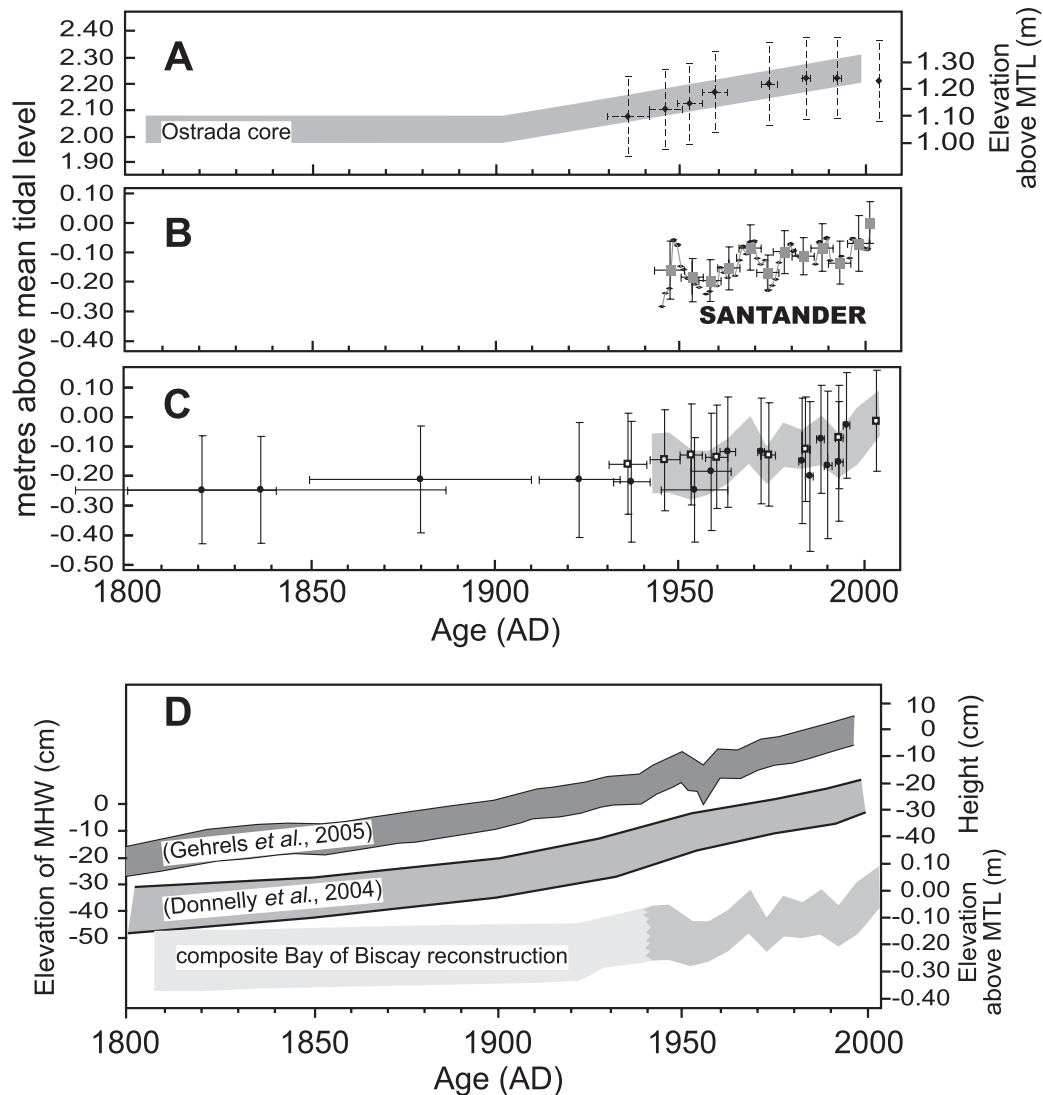 A
2.40
2.30
2.20
2.10
2.00
1.90
Ostrada core
1.30
1.20
1.10
1.00
Elevation
above MTL (m)
metres above mean tidal level
B
0.10
0.00
-0.10
-0.20
-0.30
-0.40
SANTANDER
C
0.10
0.00
-0.10
-0.20
-0.30
-0.40
-0.50
1800 1850 1900 1950 2000
Age (AD)
D
Elevation of MHW (cm)
0
-10
-20
-30
-40
-50
(Gehrels et al., 2005)
(Donnelly et al., 2004)
composite Bay of Biscay reconstruction
10
0
-10
-20
-30
-40
Height (cm)
0.10
0.00
-0.10
-0.20
-0.30
-0.40
Elevation
above MTL (m)
1800 1850 1900 1950 2000
Age (AD)